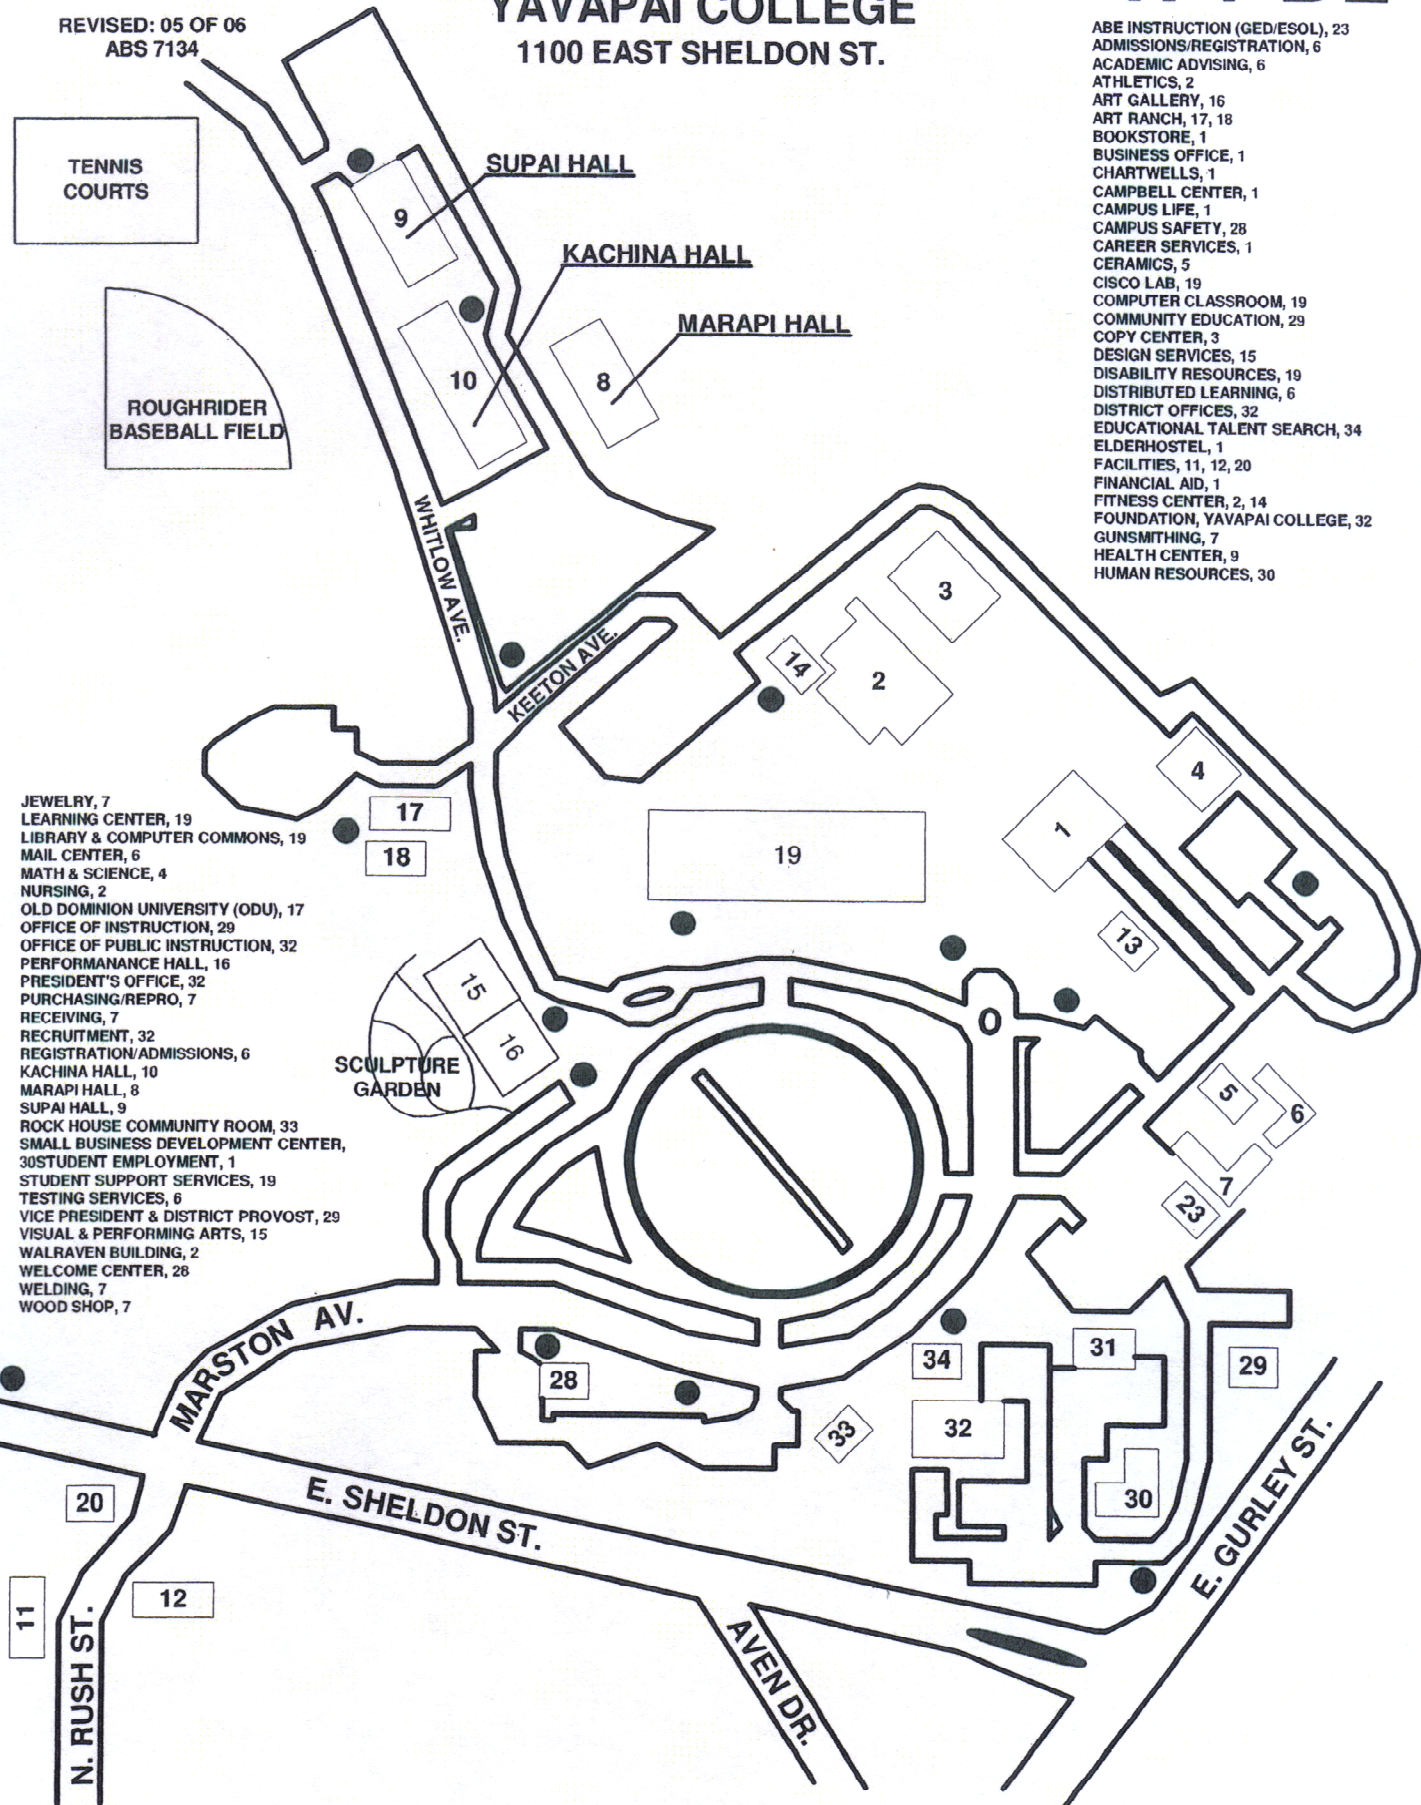 REVISED: 05 OF 06
ABS 7134
YAVAPAI COLLEGE
1100 EAST SHELDON ST.
ABE INSTRUCTION (GED/ESOL), 23
ADMISSIONS/REGISTRATION, 6
ACADEMIC ADVISING, 6
ATHLETICS, 2
ART GALLERY, 16
ART RANCH, 17, 18
BOOKSTORE, 1
BUSINESS OFFICE, 1
CHARTWELLS, 1
CAMPBELL CENTER, 1
CAMPUS LIFE, 1
CAMPUS SAFETY, 28
CAREER SERVICES, 1
CERAMICS, 5
CISCO LAB, 19
COMPUTER CLASSROOM, 19
COMMUNITY EDUCATION, 29
COPY CENTER, 3
DESIGN SERVICES, 15
DISABILITY RESOURCES, 19
DISTRIBUTED LEARNING, 6
DISTRICT OFFICES, 32
EDUCATIONAL TALENT SEARCH, 34
ELDERHOSTEL, 1
FACILITIES, 11, 12, 20
FINANCIAL AID, 1
FITNESS CENTER, 2, 14
FOUNDATION, YAVAPAI COLLEGE, 32
GUNSMITHING, 7
HEALTH CENTER, 9
HUMAN RESOURCES, 30
TENNIS
COURTS
SUPAI HALL
9
KACHINA HALL
MARAPI HALL
10
8
ROUGHRIDER
BASEBALL FIELD
WHITLOW AVE.
KEETON AVE.
3
14
2
4
1
19
13
17
18
JEWELRY, 7
LEARNING CENTER, 19
LIBRARY & COMPUTER COMMONS, 19
MAIL CENTER, 6
MATH & SCIENCE, 4
NURSING, 2
OLD DOMINION UNIVERSITY (ODU), 17
OFFICE OF INSTRUCTION, 29
OFFICE OF PUBLIC INSTRUCTION, 32
PERFORMANANCE HALL, 16
PRESIDENT'S OFFICE, 32
PURCHASING/REPRO, 7
RECEIVING, 7
RECRUITMENT, 32
REGISTRATION/ADMISSIONS, 6
KACHINA HALL, 10
MARAPI HALL, 8
SUPAI HALL, 9
ROCK HOUSE COMMUNITY ROOM, 33
SMALL BUSINESS DEVELOPMENT CENTER,
30STUDENT EMPLOYMENT, 1
STUDENT SUPPORT SERVICES, 19
TESTING SERVICES, 6
VICE PRESIDENT & DISTRICT PROVOST, 29
VISUAL & PERFORMING ARTS, 15
WALRAVEN BUILDING, 2
WELCOME CENTER, 28
WELDING, 7
WOOD SHOP, 7
15
16
SCULPTURE
GARDEN
O
5
6
7
23
MARSTON AV.
28
34
31
29
33
32
30
20
E. SHELDON ST.
E. GURLEY ST.
11
12
N. RUSH ST.
AVEN DR.